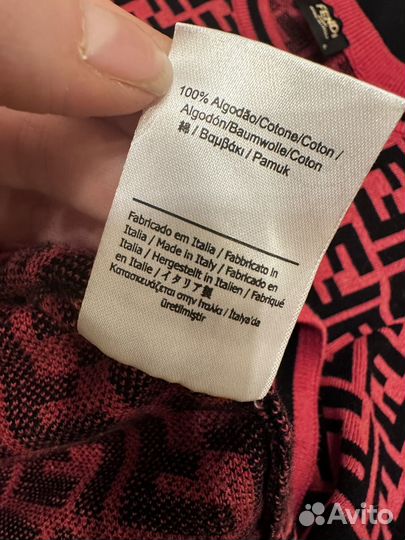 FENDI
100% Algodão/Cotone/Coton /
Algodón/Baumwolle/Coton
綿 / Βαμβάκι / Pamuk
Fabricado em Italia / Fabbricato in
Italia / Made in Italy / Fabricado en
Italia / Hergestellt in Italien / Fabriqué
en Italie / イタリア製
Κατασκευάζεται στην Ιταλία / İtalya'da
üretilmiştir
Avito